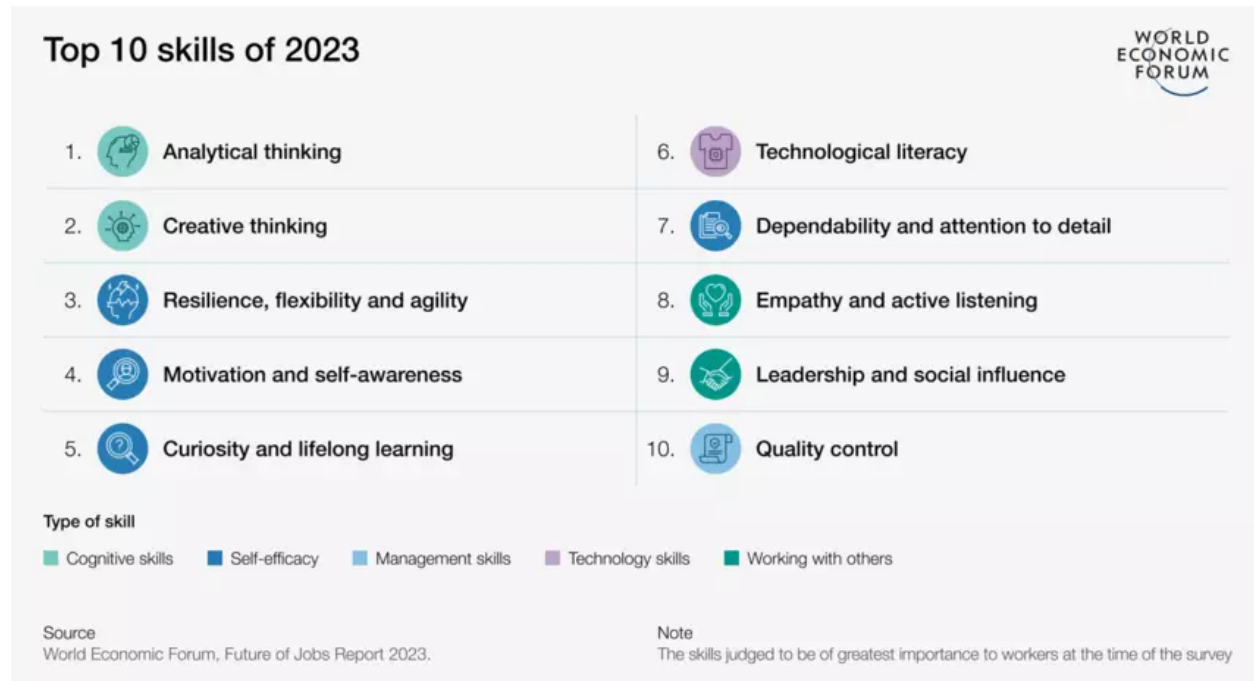 Top 10 skills of 2023
WORLD
ECONOMIC
FORUM
1. Analytical thinking
2. Creative thinking
3. Resilience, flexibility and agility
4. Motivation and self-awareness
5. Curiosity and lifelong learning
6. Technological literacy
7. Dependability and attention to detail
8. Empathy and active listening
9. Leadership and social influence
10. Quality control
Type of skill
Cognitive skills Self-efficacy Management skills Technology skills Working with others
Source
World Economic Forum, Future of Jobs Report 2023.
Note
The skills judged to be of greatest importance to workers at the time of the survey